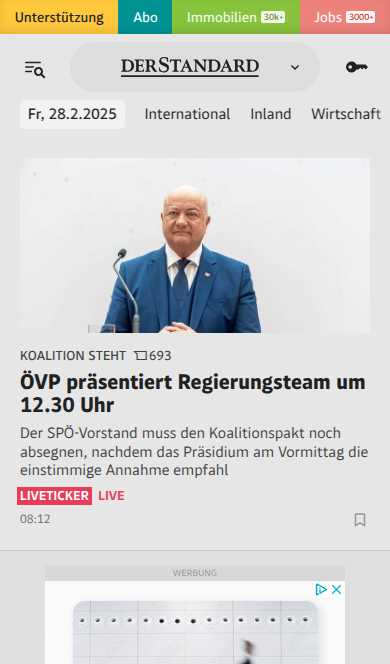 Unterstützung Abo Immobilien 30k+ Jobs 3000+
DERSTANDARD
Fr, 28.2.2025 International Inland Wirtschaft
KOALITION STEHT 693
ÖVP präsentiert Regierungsteam um
12.30 Uhr
Der SPÖ-Vorstand muss den Koalitionspakt noch
absegnen, nachdem das Präsidium am Vormittag die
einstimmige Annahme empfahl
LIVETICKER LIVE
08:12
WERBUNG